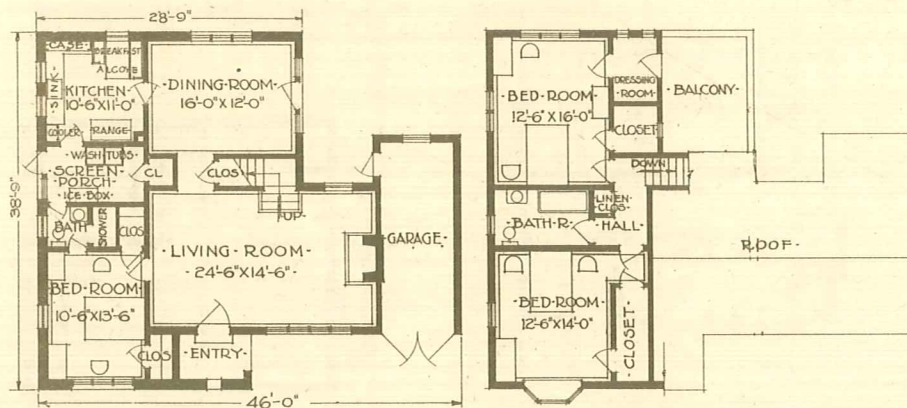 28'-9"
38'-9"
CASE
BREAKFAST
ALCOVE
SINK
KITCHEN
10'-6"X11'-0"
COOLER
RANGE
DINING-ROOM
16'-0"X12'-0"
WASH-TUBS
SCREEN
PORCH
ICE BOX
CL
CLOS
UP
BATH
SHOWER
CLOS
LIVING ROOM
24'-6"X14'-6"
GARAGE
BED-ROOM
10'-6"X13'-6"
CLOS
ENTRY
46'-0"
BED-ROOM
12'-6"X16'-0"
DRESSING
ROOM
BALCONY
CLOSET
DOWN
LINEN
CLOS
BATH-R.
HALL
ROOF
BED-ROOM
12'-6"X14'-0"
CLOSET